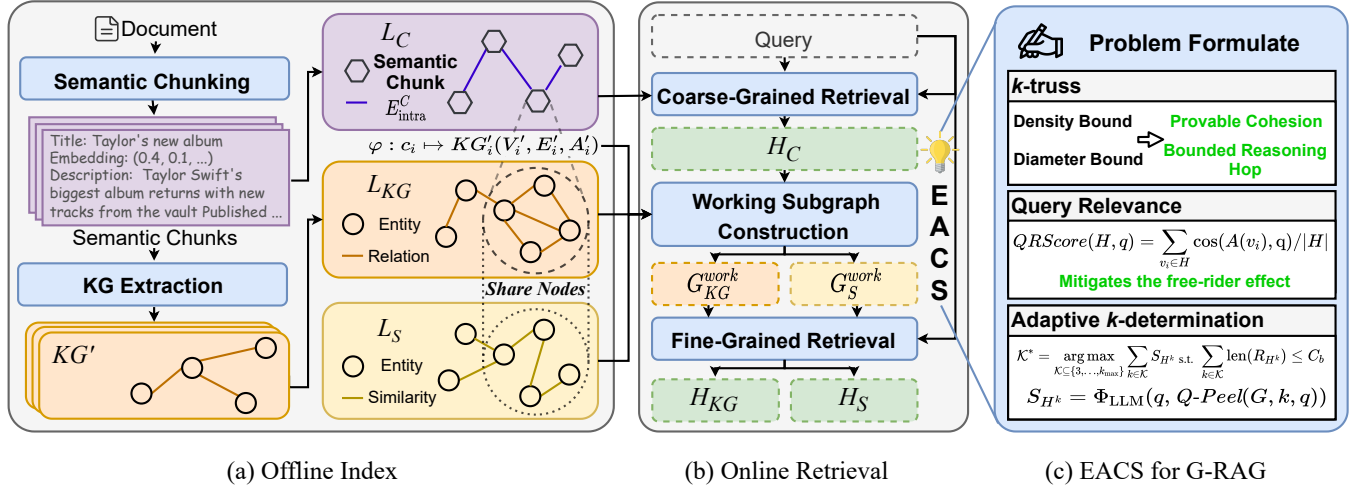 Document
Semantic Chunking
Title: Taylor's new album
Embedding: (0.4, 0.1, ...)
Description: Taylor Swift's
biggest album returns with new
tracks from the vault Published ...
Semantic Chunks
KG Extraction
KG′
L_C
Semantic
Chunk
E^C_intra
φ : c_i ↦ KG′_i(V′_i, E′_i, A′_i)
L_KG
Entity
Relation
Share Nodes
L_S
Entity
Similarity
(a) Offline Index
Query
Coarse-Grained Retrieval
H_C
Working Subgraph
Construction
G^work_KG
G^work_S
Fine-Grained Retrieval
H_KG
H_S
EACS
(b) Online Retrieval
Problem Formulate
k-truss
Density Bound
Diameter Bound
Provable Cohesion
Bounded Reasoning
Hop
Query Relevance
QRScore(H, q) = ∑_{v_i∈H} cos(A(v_i), q)/|H|
Mitigates the free-rider effect
Adaptive k-determination
𝒦* = arg max_{𝒦⊆{3,…,k_max}} ∑_{k∈𝒦} S_{H^k} s.t. ∑_{k∈𝒦} len(R_{H^k}) ≤ C_b
S_{H^k} = Φ_LLM(q, Q-Peel(G, k, q))
(c) EACS for G-RAG